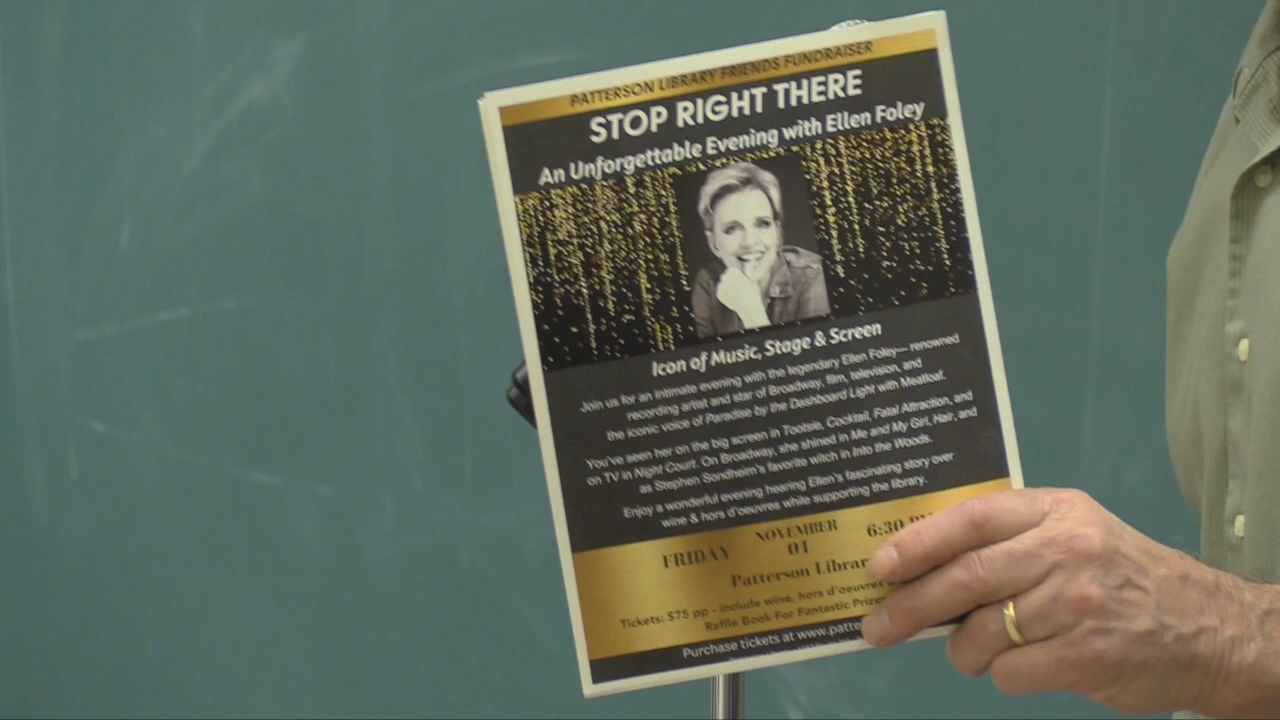 PATTERSON LIBRARY FRIENDS FUNDRAISER
STOP RIGHT THERE
An Unforgettable Evening with Ellen Foley
Icon of Music, Stage & Screen
Join us for an intimate evening with the legendary Ellen Foley— renowned
recording artist and star of Broadway, film, television, and
the iconic voice of Paradise by the Dashboard Light with Meatloaf.
You've seen her on the big screen in Tootsie, Cocktail, Fatal Attraction, and
on TV in Night Court. On Broadway, she shined in Me and My Girl, Hair, and
as Stephen Sondheim's favorite witch in Into the Woods.
Enjoy a wonderful evening hearing Ellen's fascinating story over
wine & hors d'oeuvres while supporting the library.
FRIDAY NOVEMBER 01 6:30
Patterson Librar
Tickets: $75 pp - include wine, hors d'oeuvres
Raffle Book For Fantastic Prize
Purchase tickets at www.patte